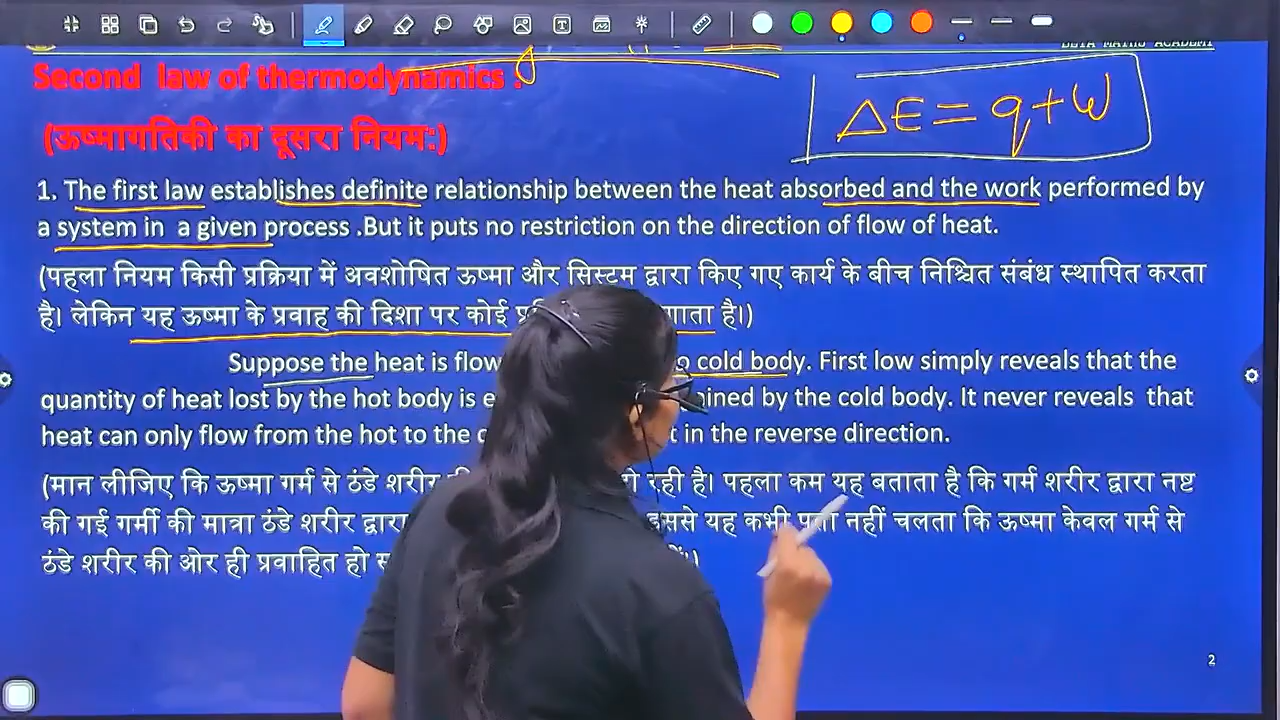 BETA MATHS ACADEMY
Second law of thermodynamics :
ΔE = q+w
(ऊष्मागतिकी का दूसरा नियम:)
1. The first law establishes definite relationship between the heat absorbed and the work performed by
a system in a given process .But it puts no restriction on the direction of flow of heat.
(पहला नियम किसी प्रक्रिया में अवशोषित ऊष्मा और सिस्टम द्वारा किए गए कार्य के बीच निश्चित संबंध स्थापित करता
है। लेकिन यह ऊष्मा के प्रवाह की दिशा पर कोई है।)
Suppose the heat is cold body. First low simply reveals that the
quantity of heat lost by the hot body is by the cold body. It never reveals that
heat can only flow from the hot to the in the reverse direction.
(मान लीजिए कि ऊष्मा गर्म से ठंडे शरीर रही है। पहला कम यह बताता है कि गर्म शरीर द्वारा नष्ट
की गई गर्मी की मात्रा ठंडे शरीर द्वारा इससे यह कभी पता नहीं चलता कि ऊष्मा केवल गर्म से
ठंडे शरीर की ओर ही प्रवाहित हो
2